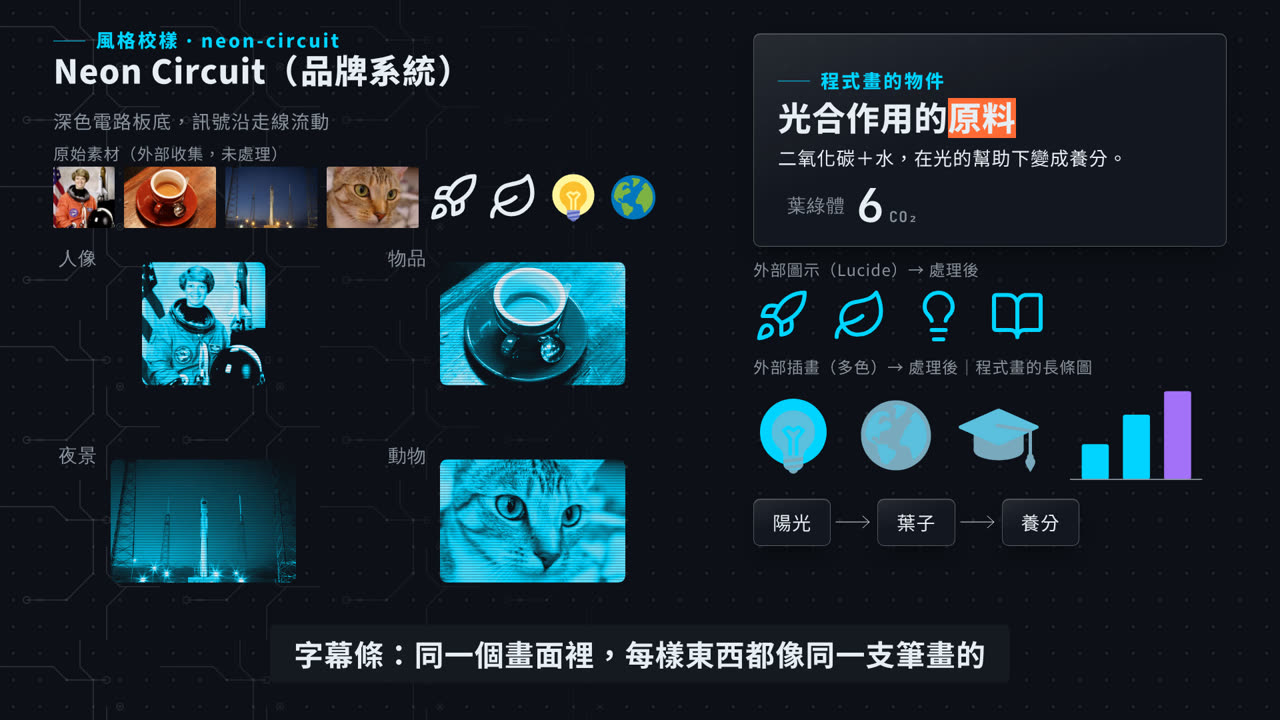 風格校樣・neon-circuit
Neon Circuit（品牌系統）
深色電路板底，訊號沿走線流動
原始素材（外部收集，未處理）
人像
物品
夜景
動物
程式畫的物件
光合作用的原料
二氧化碳＋水，在光的幫助下變成養分。
葉綠體 6 CO₂
外部圖示（Lucide）→ 處理後
外部插畫（多色）→ 處理後｜程式畫的長條圖
陽光 → 葉子 → 養分
字幕條：同一個畫面裡，每樣東西都像同一支筆畫的